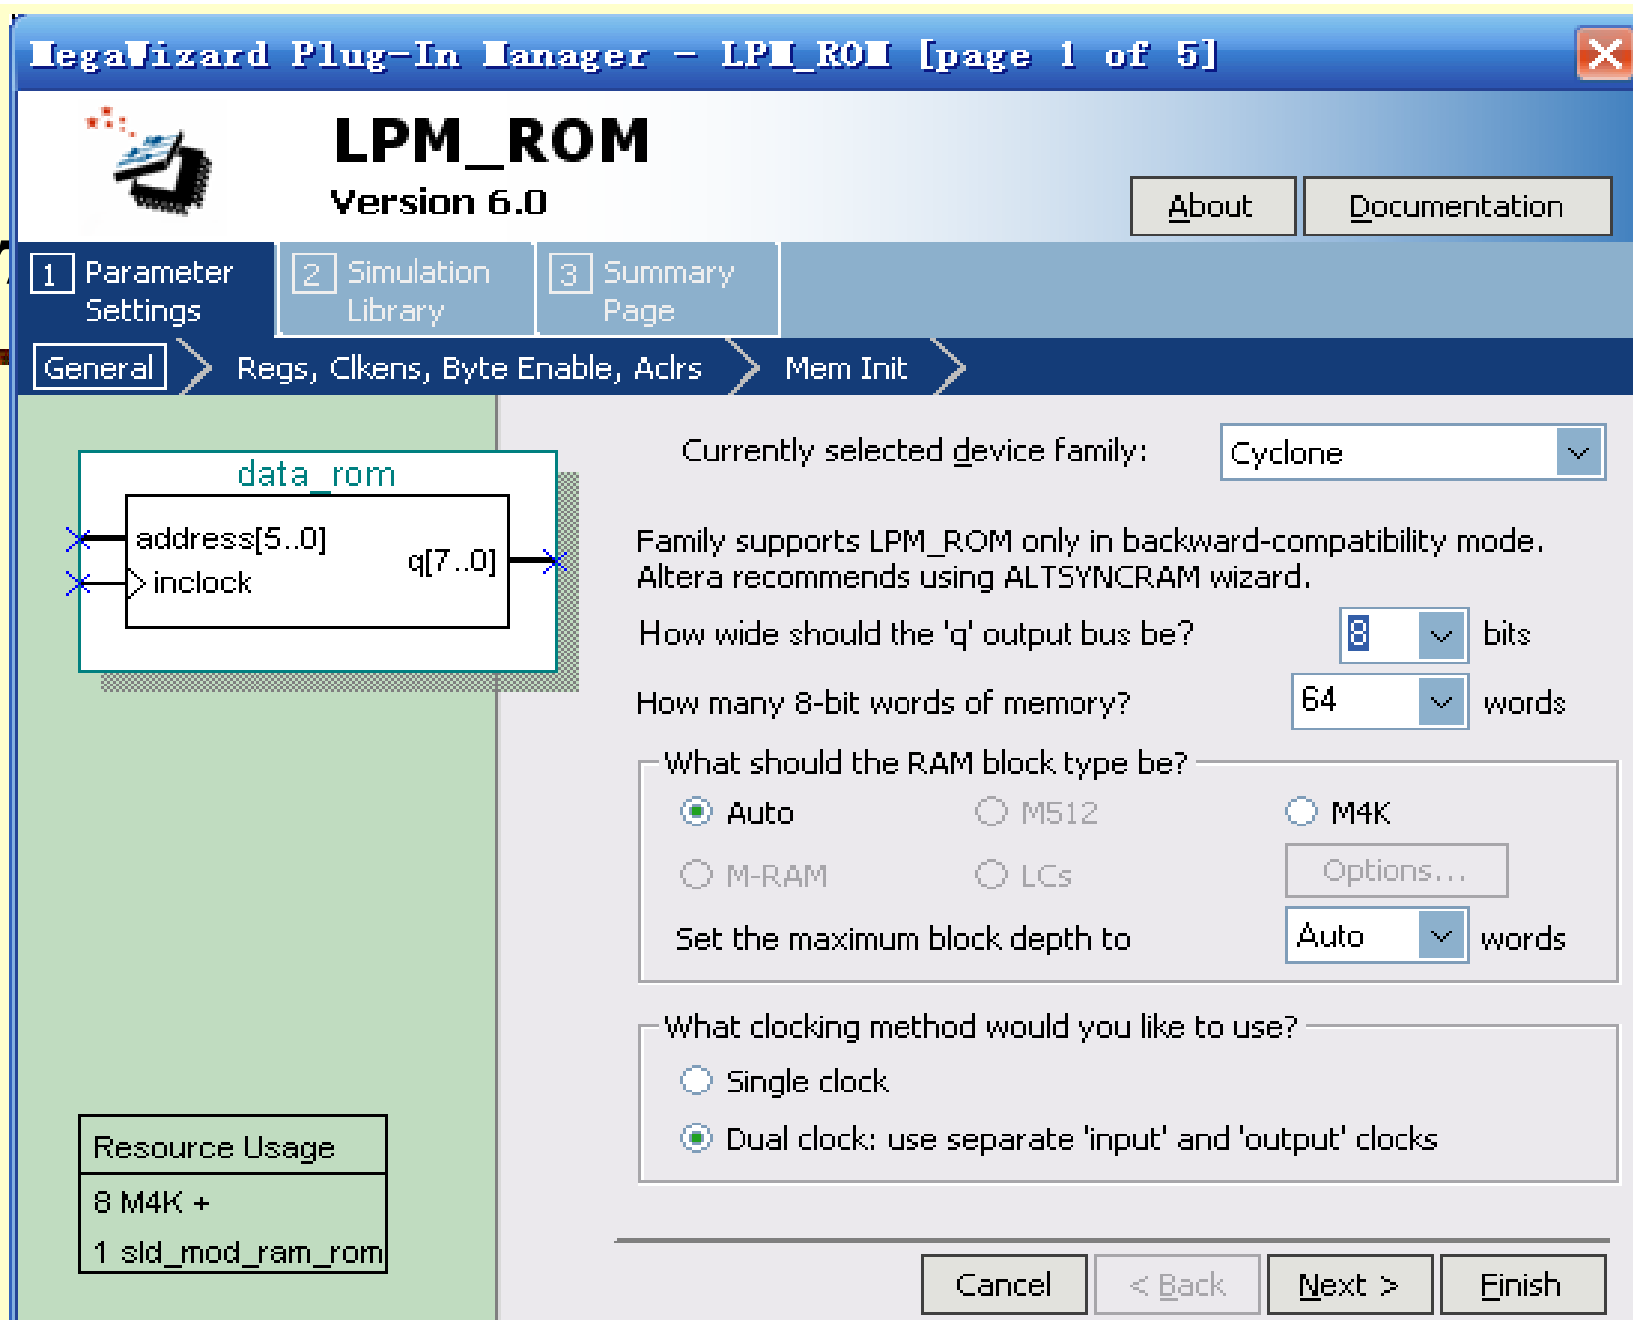 MegaWizard Plug-In Manager - LPM_ROM [page 1 of 5]
LPM_ROM
Version 6.0
About
Documentation
1 Parameter Settings
2 Simulation Library
3 Summary Page
General
Regs, Clkens, Byte Enable, Aclrs
Mem Init
data_rom
address[5..0]
inclock
q[7..0]
Currently selected device family:
Cyclone
Family supports LPM_ROM only in backward-compatibility mode.
Altera recommends using ALTSYNCRAM wizard.
How wide should the 'q' output bus be?
8
bits
How many 8-bit words of memory?
64
words
What should the RAM block type be?
Auto
M512
M4K
M-RAM
LCs
Options...
Set the maximum block depth to
Auto
words
What clocking method would you like to use?
Single clock
Dual clock: use separate 'input' and 'output' clocks
Resource Usage
8 M4K +
1 sld_mod_ram_rom
Cancel
< Back
Next >
Finish